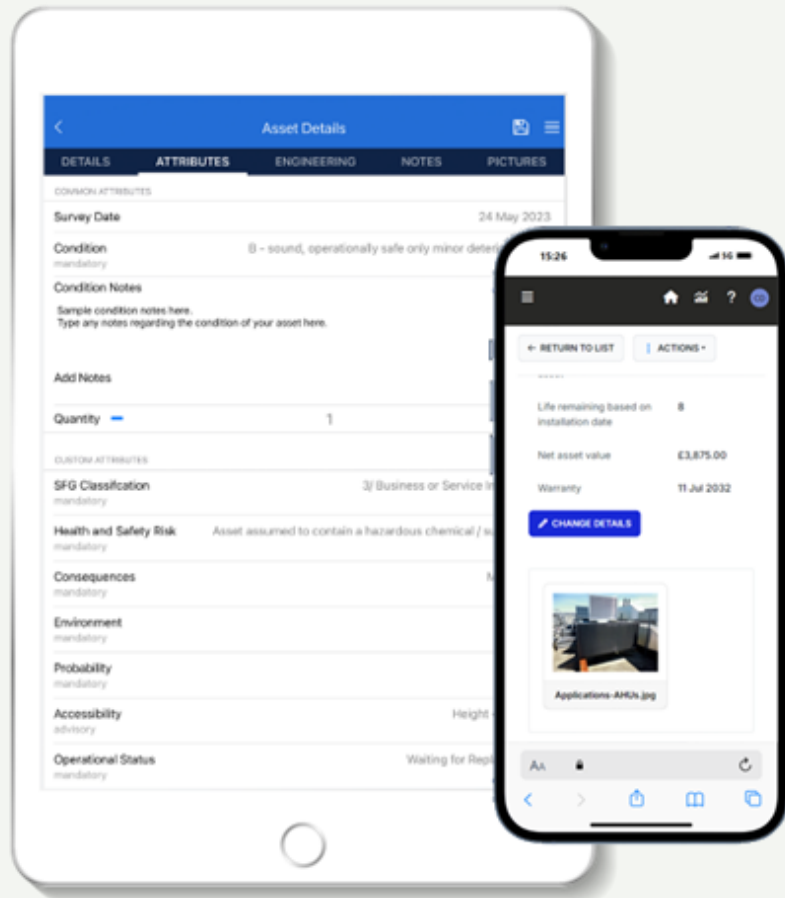 Asset Details
DETAILS ATTRIBUTES ENGINEERING NOTES PICTURES
COMMON ATTRIBUTES
Survey Date 24 May 2023
Condition B - sound, operationally safe only minor
mandatory
Condition Notes
Sample condition notes here.
Type any notes regarding the condition of your asset here.
Add Notes
Quantity 1
CUSTOM ATTRIBUTES
SFG Classifcation 3/ Business or Service
mandatory
Health and Safety Risk Asset assumed to contain a hazardous chemical /
mandatory
Consequences
mandatory
Environment
mandatory
Probability
mandatory
Accessibility Height
advisory
Operational Status Waiting for
mandatory
15:26 5G
?
← RETURN TO LIST ACTIONS
Life remaining based on 8
installation date
Net asset value £3,875.00
Warranty 11 Jul 2032
CHANGE DETAILS
Applications-AHUs.jpg
AA